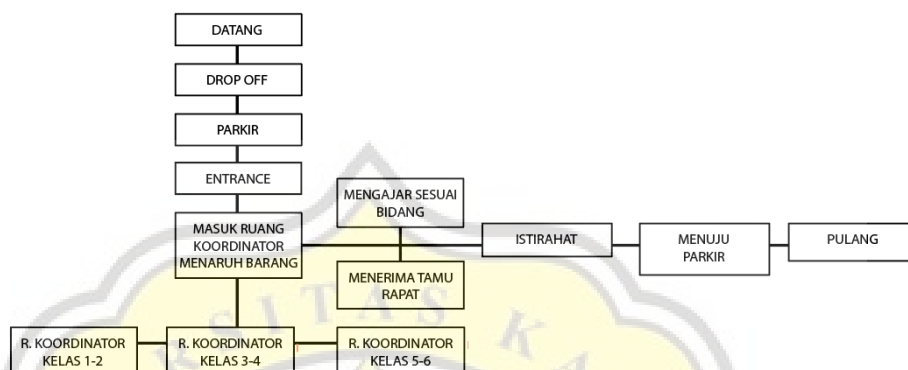 DATANG
DROP OFF
PARKIR
ENTRANCE
MASUK RUANG
KOORDINATOR
MENARUH BARANG
MENGAJAR SESUAI
BIDANG
MENERIMA TAMU
RAPAT
ISTIRAHAT
MENUJU
PARKIR
PULANG
R. KOORDINATOR
KELAS 1-2
R. KOORDINATOR
KELAS 3-4
R. KOORDINATOR
KELAS 5-6
RSITAS K